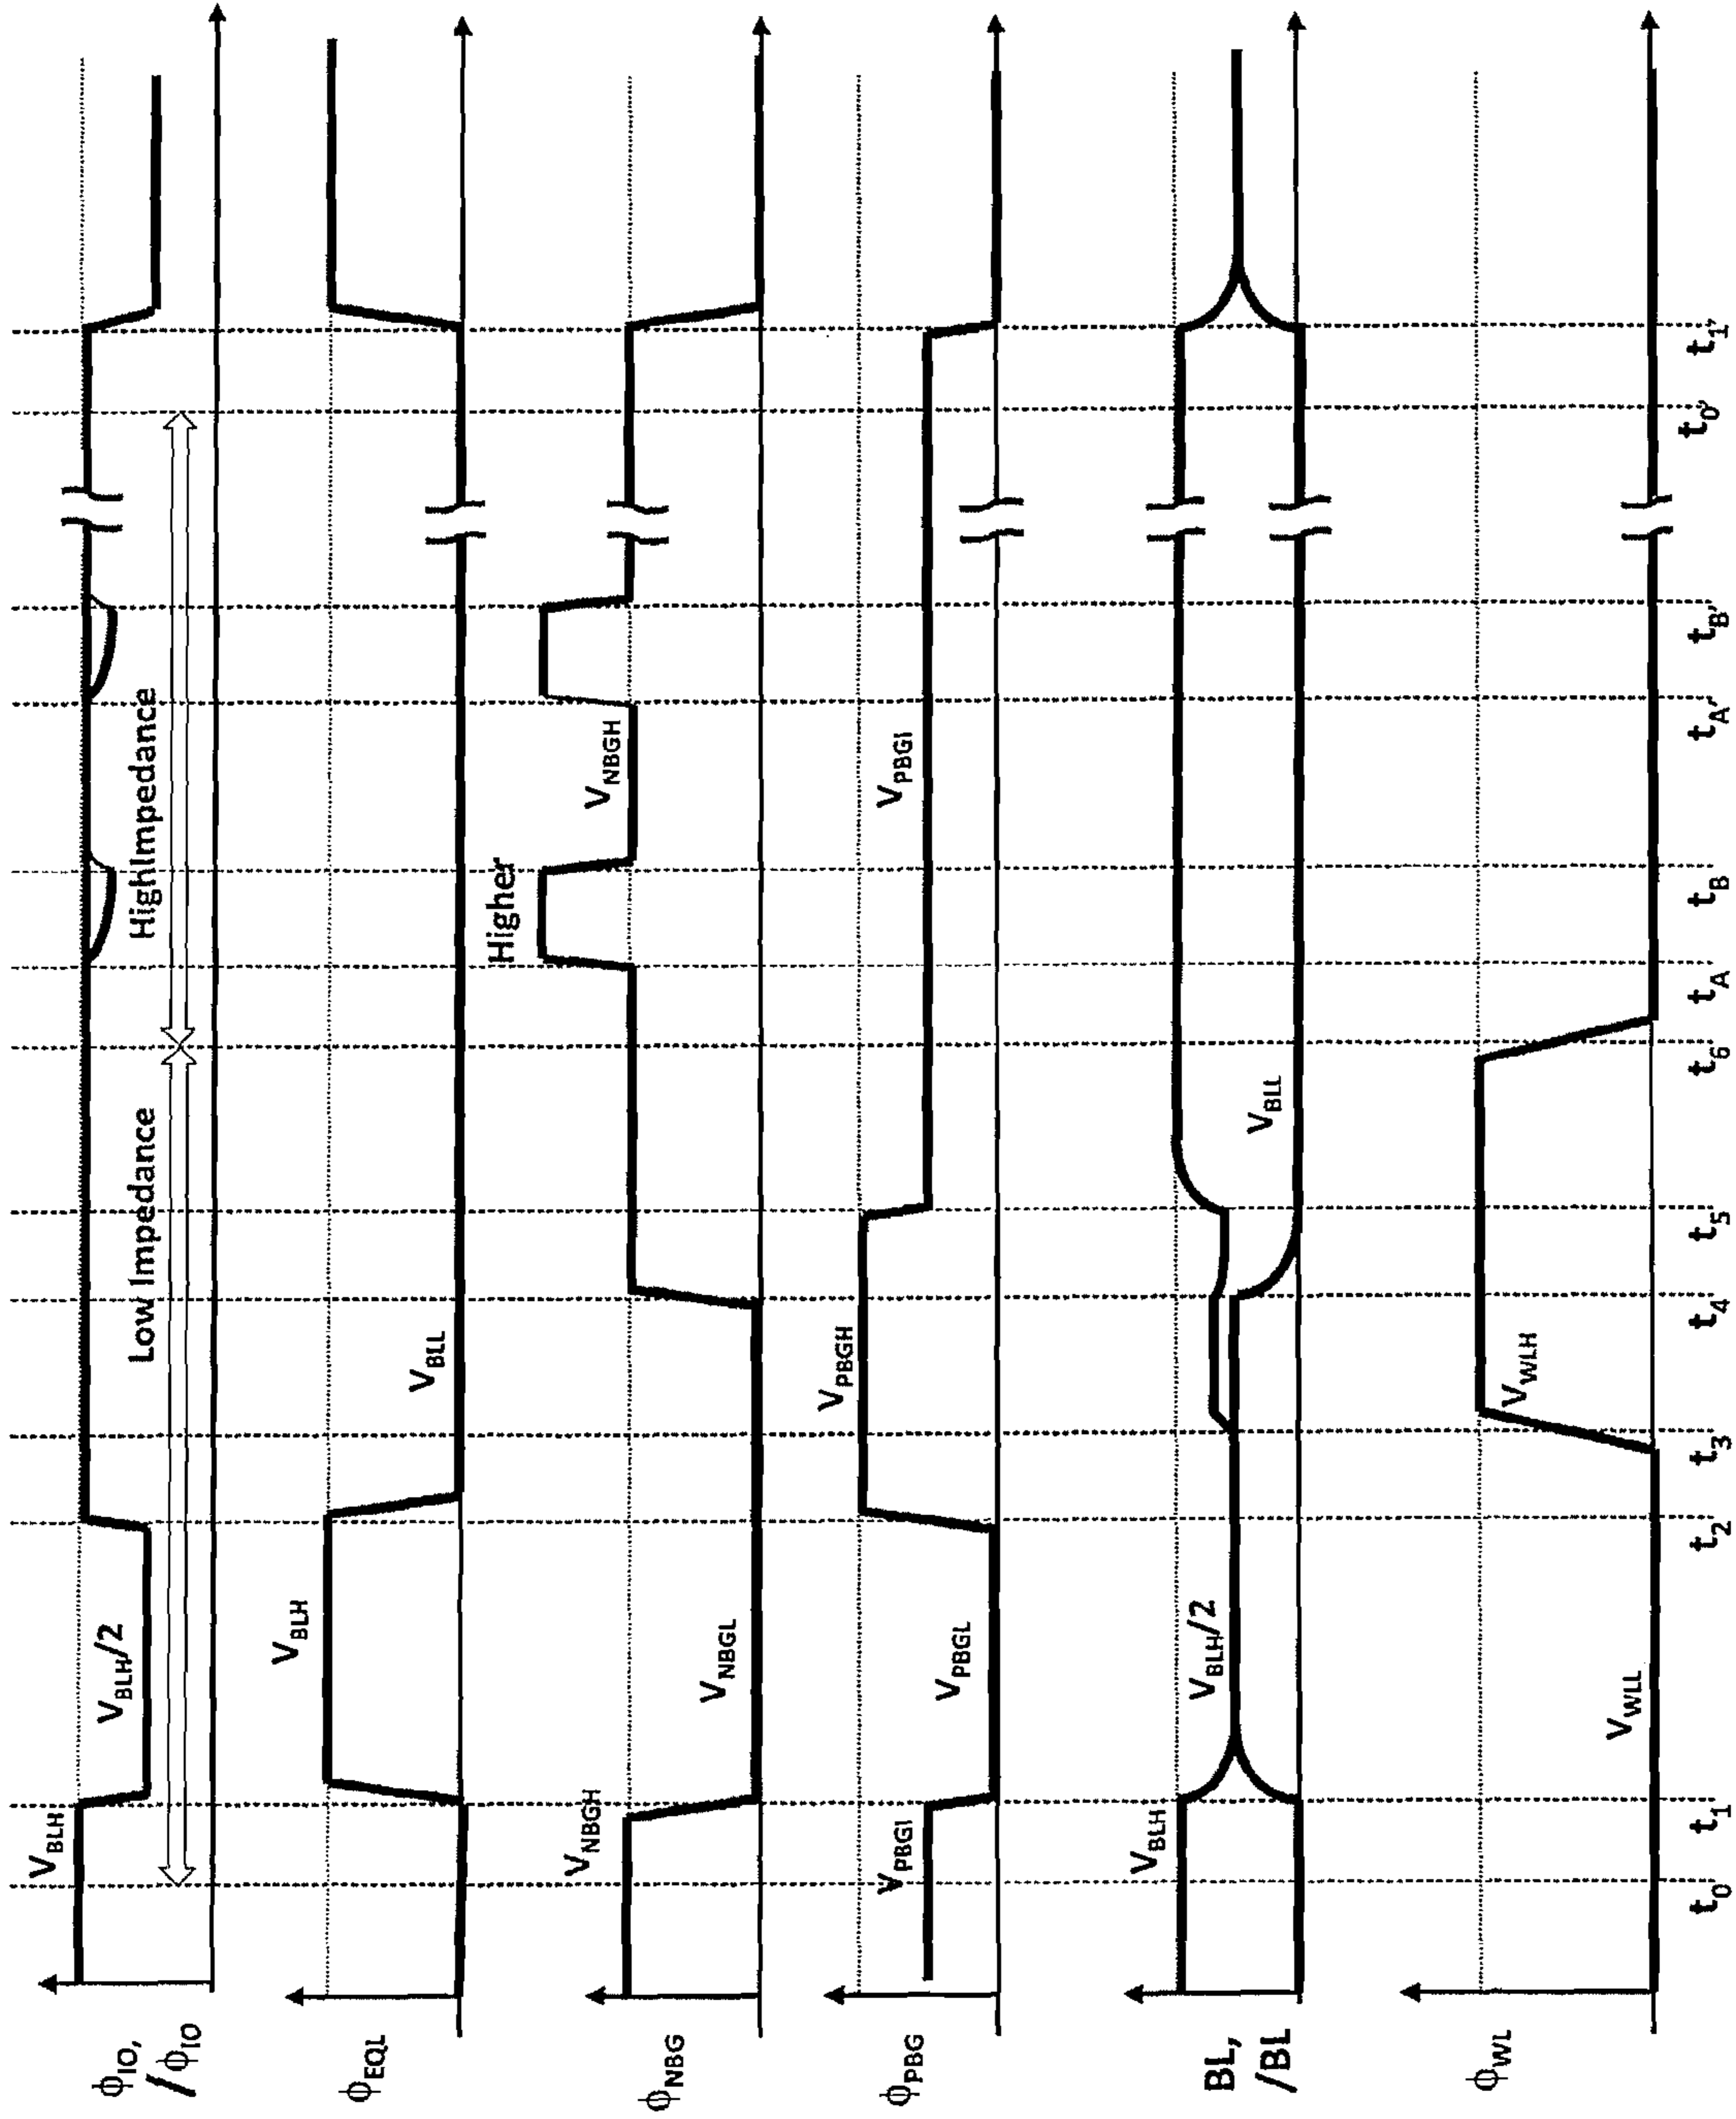 ϕIO,
/ϕIO
VBLH
VBLH/2
Low Impedance
HighImpedance
ϕEQL
VBLH
VBLL
ϕNBG
VNBGH
VNBGL
Higher
VNBGH
ϕPBG
VPBGI
VPBGL
VPBGH
VPBGI
BL,
/BL
VBLH
VBLH/2
VBLL
ϕWL
VWLL
VWLH
t0 t1 t2 t3 t4 t5 t6 tA tB tA' tB' t0' t1'